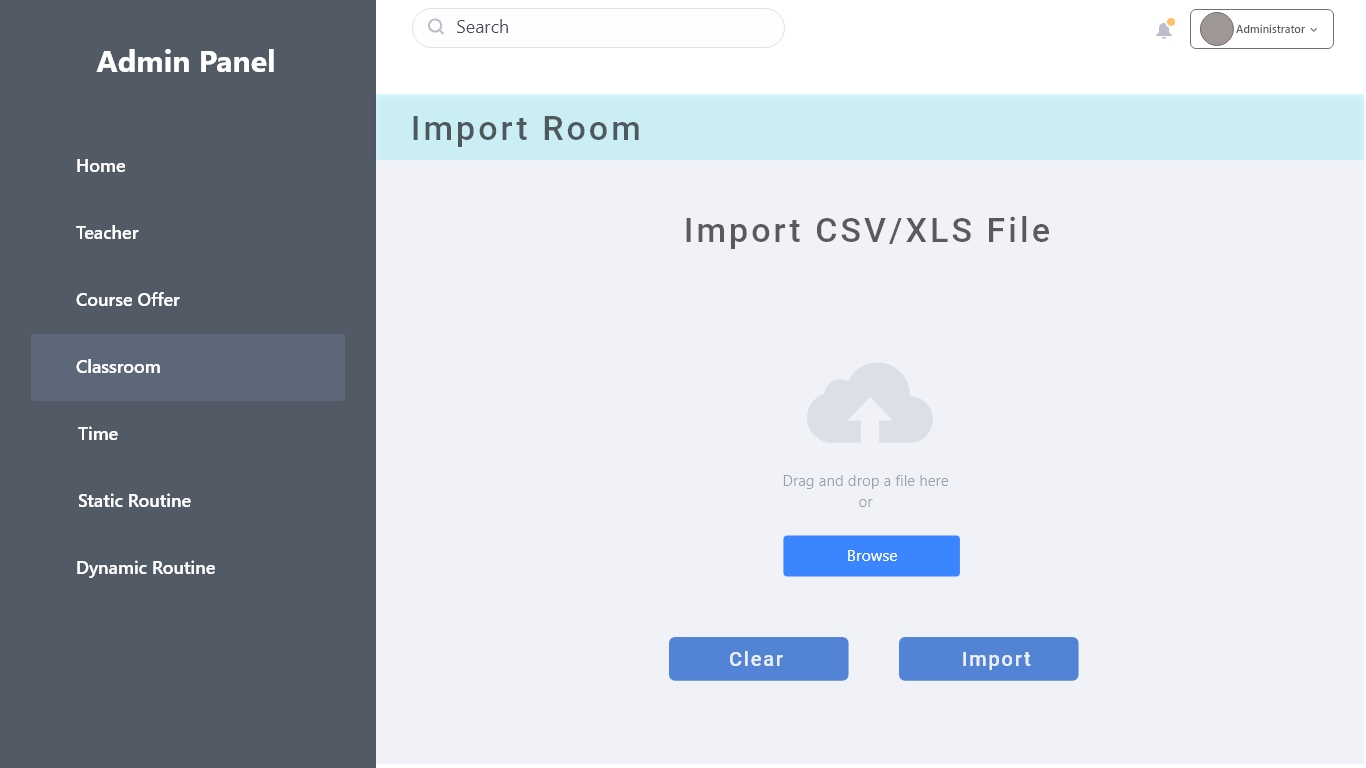 Admin Panel
Home
Teacher
Course Offer
Classroom
Time
Static Routine
Dynamic Routine
Search
Administrator
Import Room
Import CSV/XLS File
Drag and drop a file here
or
Browse
Clear
Import